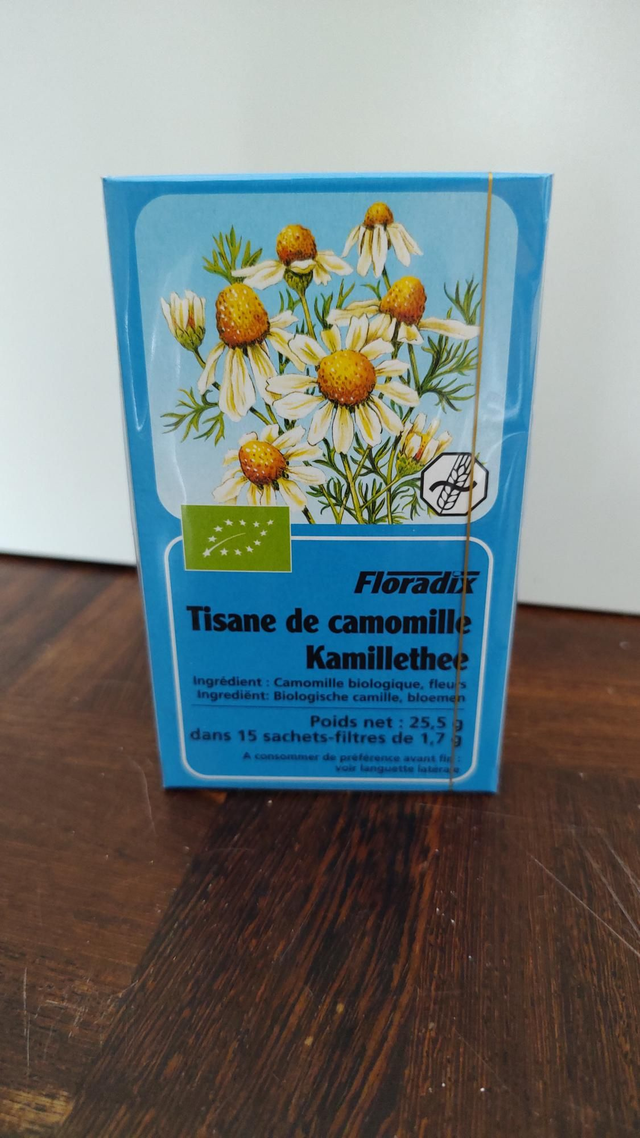 Floradix
Tisane de camomille
Kamillethee
Ingrédient : Camomille biologique, fleurs
Ingrediënt: Biologische camille, bloemen
Poids net : 25,5 g
dans 15 sachets-filtres de 1,7 g
A consommer de préférence avant fin :
voir languette latérale